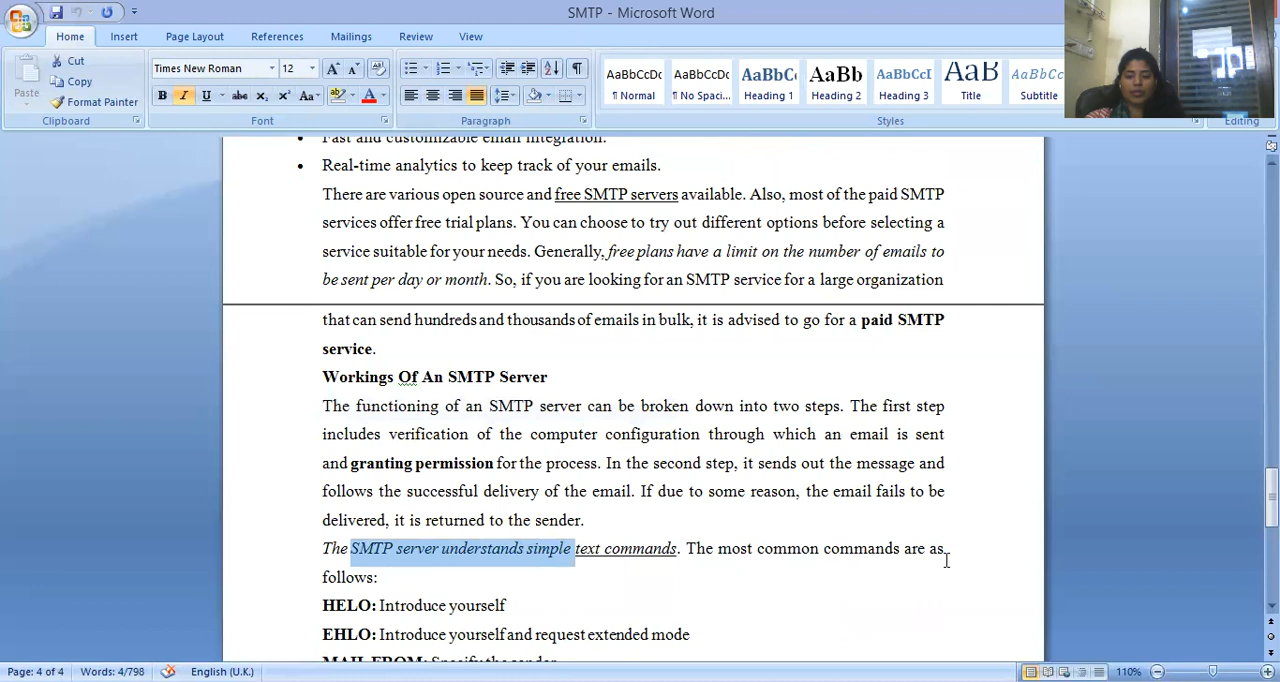 SMTP - Microsoft Word
Home Insert Page Layout References Mailings Review View
Paste
Cut
Copy
Format Painter
Clipboard
Times New Roman 12
Font
Paragraph
AaBbCcDc AaBbCcDc AaBbC AaBb AaBbCcI AaB AaBbCcI
¶ Normal ¶ No Spaci... Heading 1 Heading 2 Heading 3 Title Subtitle
Styles
Editing
• Fast and customizable email integration.
• Real-time analytics to keep track of your emails.
There are various open source and free SMTP servers available. Also, most of the paid SMTP
services offer free trial plans. You can choose to try out different options before selecting a
service suitable for your needs. Generally, free plans have a limit on the number of emails to
be sent per day or month. So, if you are looking for an SMTP service for a large organization
that can send hundreds and thousands of emails in bulk, it is advised to go for a paid SMTP
service.
Workings Of An SMTP Server
The functioning of an SMTP server can be broken down into two steps. The first step
includes verification of the computer configuration through which an email is sent
and granting permission for the process. In the second step, it sends out the message and
follows the successful delivery of the email. If due to some reason, the email fails to be
delivered, it is returned to the sender.
The SMTP server understands simple text commands. The most common commands are as
follows:
HELO: Introduce yourself
EHLO: Introduce yourself and request extended mode
MAIL FROM: Specify the sender
Page: 4 of 4 Words: 4/798 English (U.K.) 110%